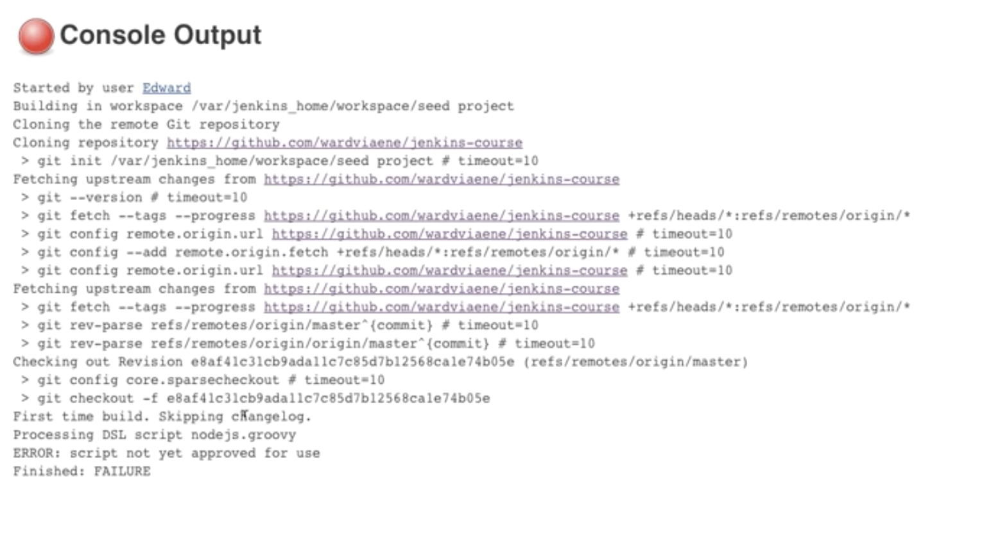 Console Output
Started by user Edward
Building in workspace /var/jenkins_home/workspace/seed project
Cloning the remote Git repository
Cloning repository https://github.com/wardviaene/jenkins-course
 > git init /var/jenkins_home/workspace/seed project # timeout=10
Fetching upstream changes from https://github.com/wardviaene/jenkins-course
 > git --version # timeout=10
 > git fetch --tags --progress https://github.com/wardviaene/jenkins-course +refs/heads/*:refs/remotes/origin/*
 > git config remote.origin.url https://github.com/wardviaene/jenkins-course # timeout=10
 > git config --add remote.origin.fetch +refs/heads/*:refs/remotes/origin/* # timeout=10
 > git config remote.origin.url https://github.com/wardviaene/jenkins-course # timeout=10
Fetching upstream changes from https://github.com/wardviaene/jenkins-course
 > git fetch --tags --progress https://github.com/wardviaene/jenkins-course +refs/heads/*:refs/remotes/origin/*
 > git rev-parse refs/remotes/origin/master^{commit} # timeout=10
 > git rev-parse refs/remotes/origin/origin/master^{commit} # timeout=10
Checking out Revision e8af41c31cb9ada11c7c85d7b12568ca1e74b05e (refs/remotes/origin/master)
 > git config core.sparsecheckout # timeout=10
 > git checkout -f e8af41c31cb9ada11c7c85d7b12568ca1e74b05e
First time build. Skipping changelog.
Processing DSL script nodejs.groovy
ERROR: script not yet approved for use
Finished: FAILURE